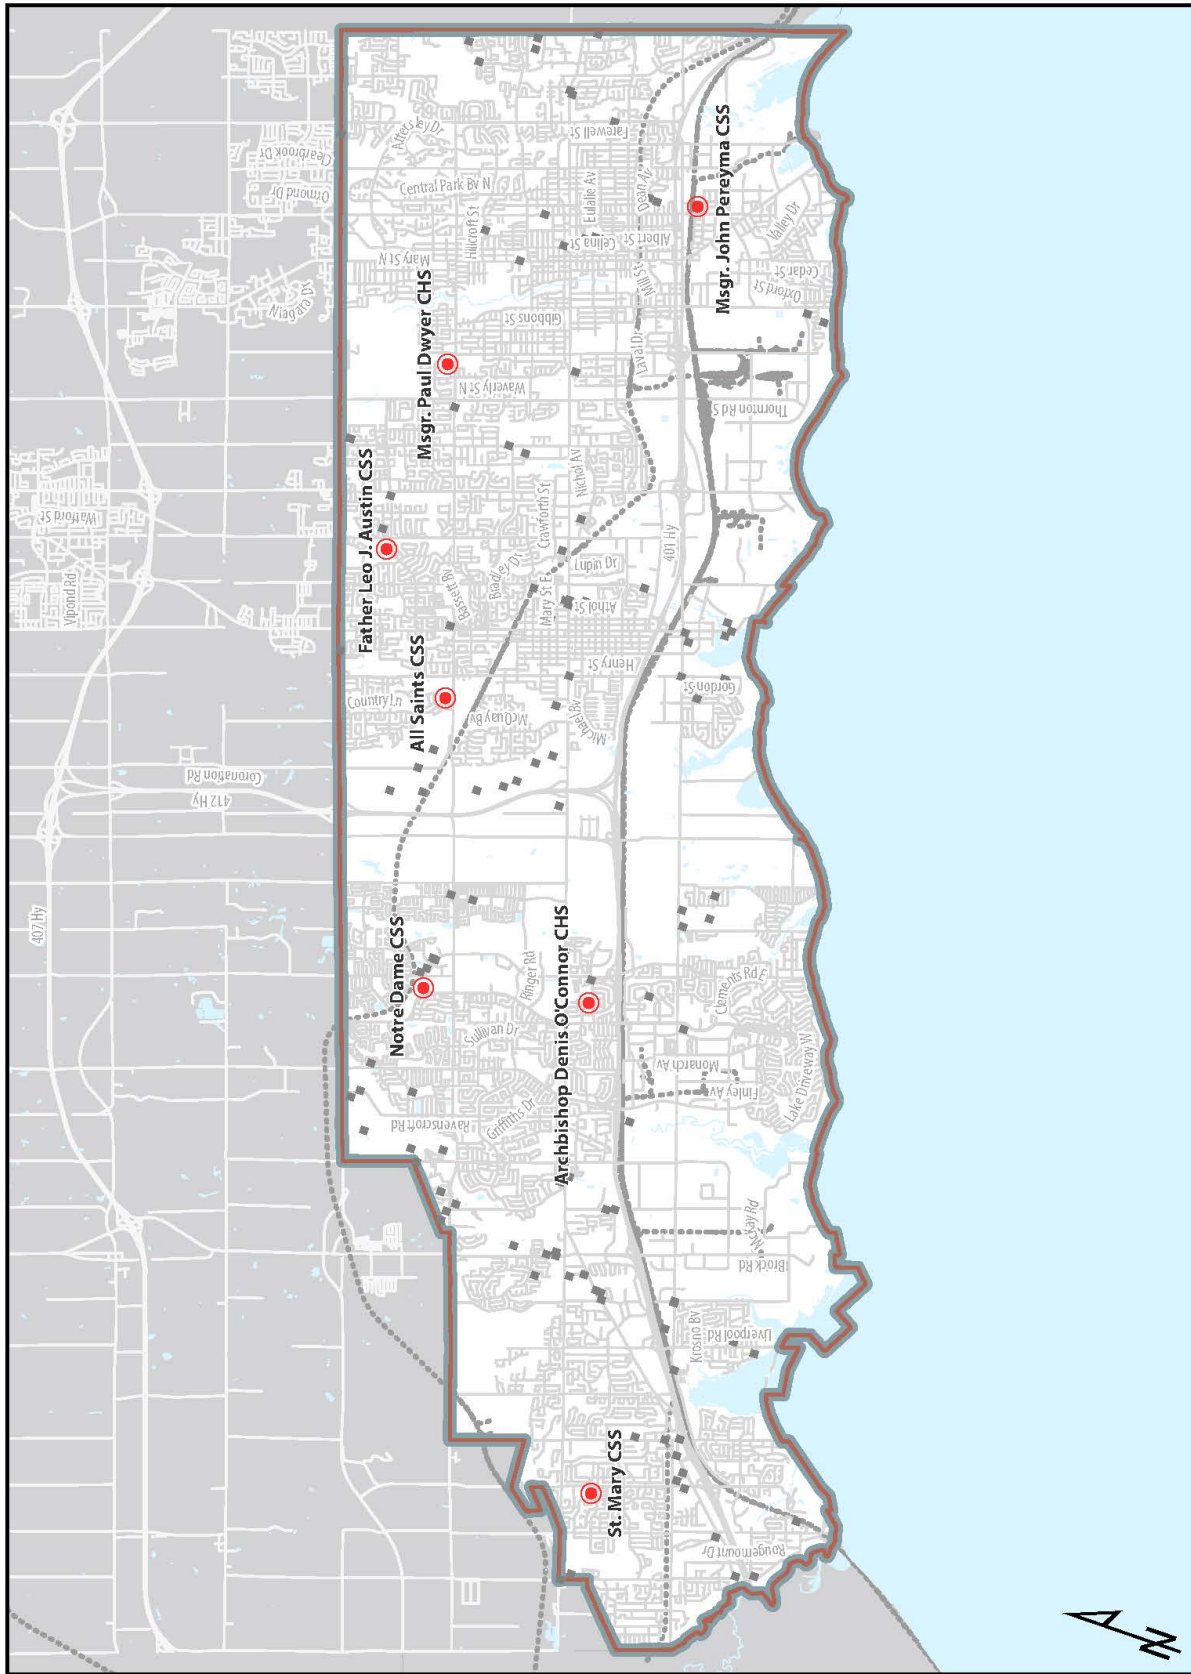 407 Hy
Vipond Rd
Watford St
Clearbrook Dr
Ormond Dr
Niagara Dr
Coronation Rd
412 Hy
St. Mary CSS
Rougemount Dr
Liverpool Rd
Krosno Bv
Brock Rd
McKay Rd
Ravenscroft Rd
Griffiths Dr
Sullivan Dr
Ringer Rd
Notre Dame CSS
Archbishop Denis O'Connor CHS
Finley Av
Monarch Av
Lake Driveway W
Clements Rd E
All Saints CSS
Country Ln
McQuay Bv
Michael Bv
Henry St
Gordon St
Father Leo J. Austin CSS
Bassett Bv
Bradley Dr
Mary St E
Athol St
Crawforth St
Lupin Dr
Nichol Av
401 Hy
Msgr. Paul Dwyer CHS
Waverly St N
Thornton Rd S
Laval Dr
Gibbons St
Mary St N
Hillcroft St
Central Park Bv N
Attersley Dr
Mill St
Albert St
Celina St
Eulalie Av
Dean Av
Farewell St
Msgr. John Pereyma CSS
Oxford St
Cedar St
Valley Dr
N